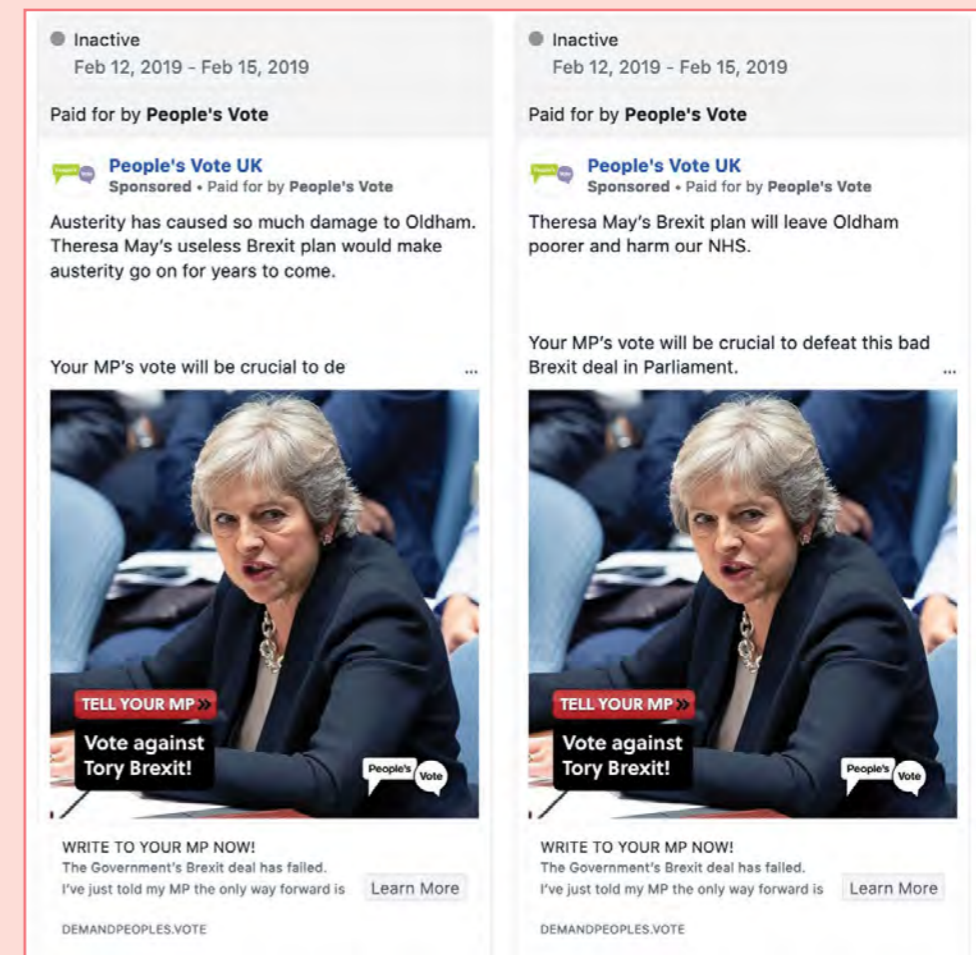 Inactive
Feb 12, 2019 - Feb 15, 2019
Paid for by People's Vote
People's Vote UK
Sponsored • Paid for by People's Vote
Austerity has caused so much damage to Oldham.
Theresa May's useless Brexit plan would make
austerity go on for years to come.
Your MP's vote will be crucial to de ...
TELL YOUR MP »
Vote against
Tory Brexit!
People's Vote
WRITE TO YOUR MP NOW!
The Government's Brexit deal has failed.
I've just told my MP the only way forward is
Learn More
DEMANDPEOPLES.VOTE
Inactive
Feb 12, 2019 - Feb 15, 2019
Paid for by People's Vote
People's Vote UK
Sponsored • Paid for by People's Vote
Theresa May's Brexit plan will leave Oldham
poorer and harm our NHS.
Your MP's vote will be crucial to defeat this bad
Brexit deal in Parliament. ...
TELL YOUR MP »
Vote against
Tory Brexit!
People's Vote
WRITE TO YOUR MP NOW!
The Government's Brexit deal has failed.
I've just told my MP the only way forward is
Learn More
DEMANDPEOPLES.VOTE